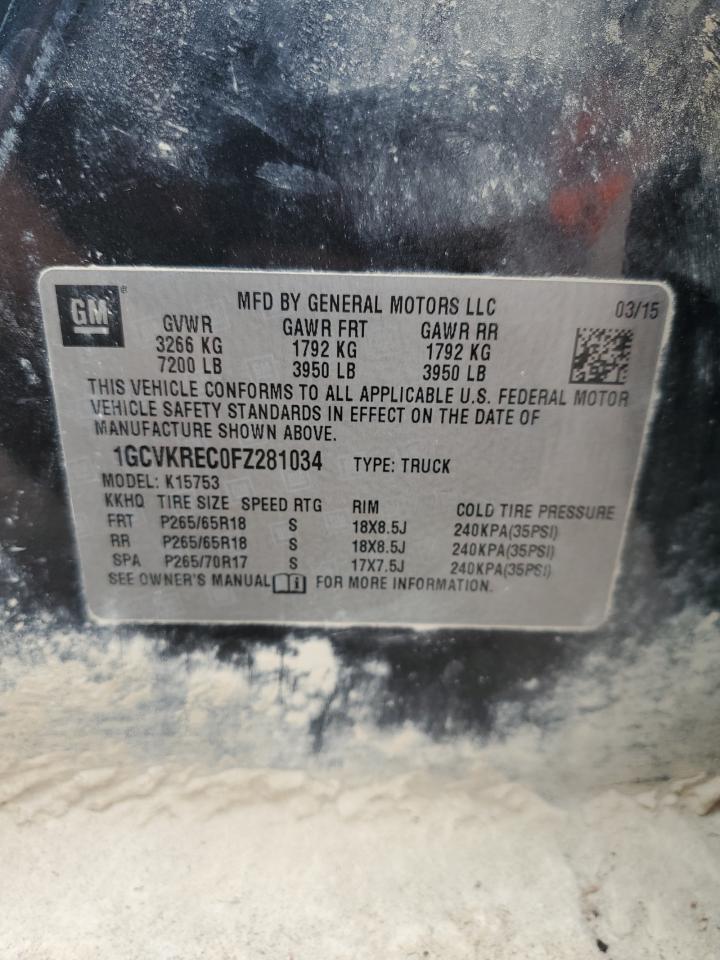 GM ® MFD BY GENERAL MOTORS LLC 03/15
GVWR GAWR FRT GAWR RR
3266 KG 1792 KG 1792 KG
7200 LB 3950 LB 3950 LB
THIS VEHICLE CONFORMS TO ALL APPLICABLE U.S. FEDERAL MOTOR
VEHICLE SAFETY STANDARDS IN EFFECT ON THE DATE OF
MANUFACTURE SHOWN ABOVE.
1GCVKREC0FZ281034 TYPE: TRUCK
MODEL: K15753
KKHQ TIRE SIZE SPEED RTG RIM COLD TIRE PRESSURE
FRT P265/65R18 S 18X8.5J 240KPA(35PSI)
RR P265/65R18 S 18X8.5J 240KPA(35PSI)
SPA P265/70R17 S 17X7.5J 240KPA(35PSI)
SEE OWNER'S MANUAL i FOR MORE INFORMATION.